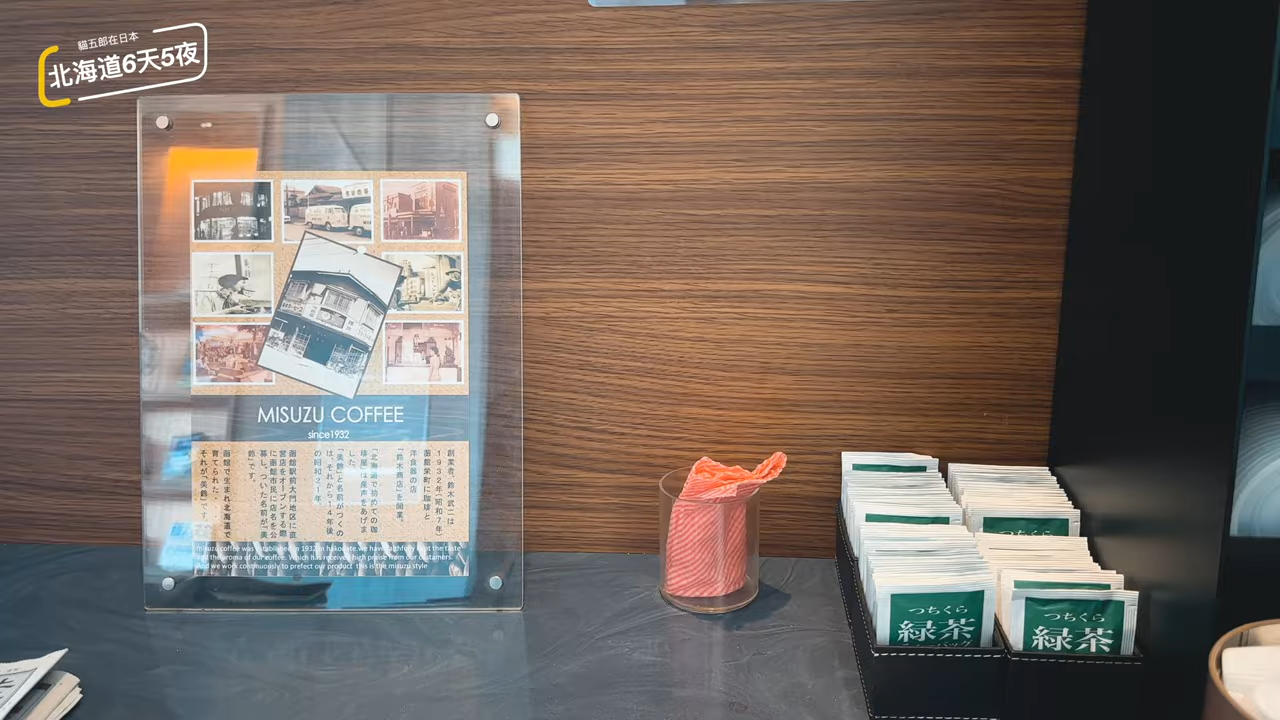 貓五郎在日本
北海道6天5夜
MISUZU COFFEE
since1932
創業者、鈴木武二は
1932年(昭和7年)
函館栄町に珈琲と
洋食器の店
「鈴木商店」を開業。
「北海道で初めての珈
琲屋」は産声をあげま
した。
「美鈴」と名前がつくの
は、それから14年後
の昭和21年。
函館駅前大門地区に直
営店をオープンする際
に函館市民に店名を公
募し、ついた名前が「美
鈴」です。
函館で生まれ北海道で
育てられた・・
それが「美鈴」です。
misuzu coffee was established in 1932 in hakodate.we have faithfully kept the taste
and the aroma of our coffee. Which has received high praise from our customers.
And we work continuously to prefect our product this is the misuzu style
つちくら
緑茶
ティーバッグ
つちくら
緑茶